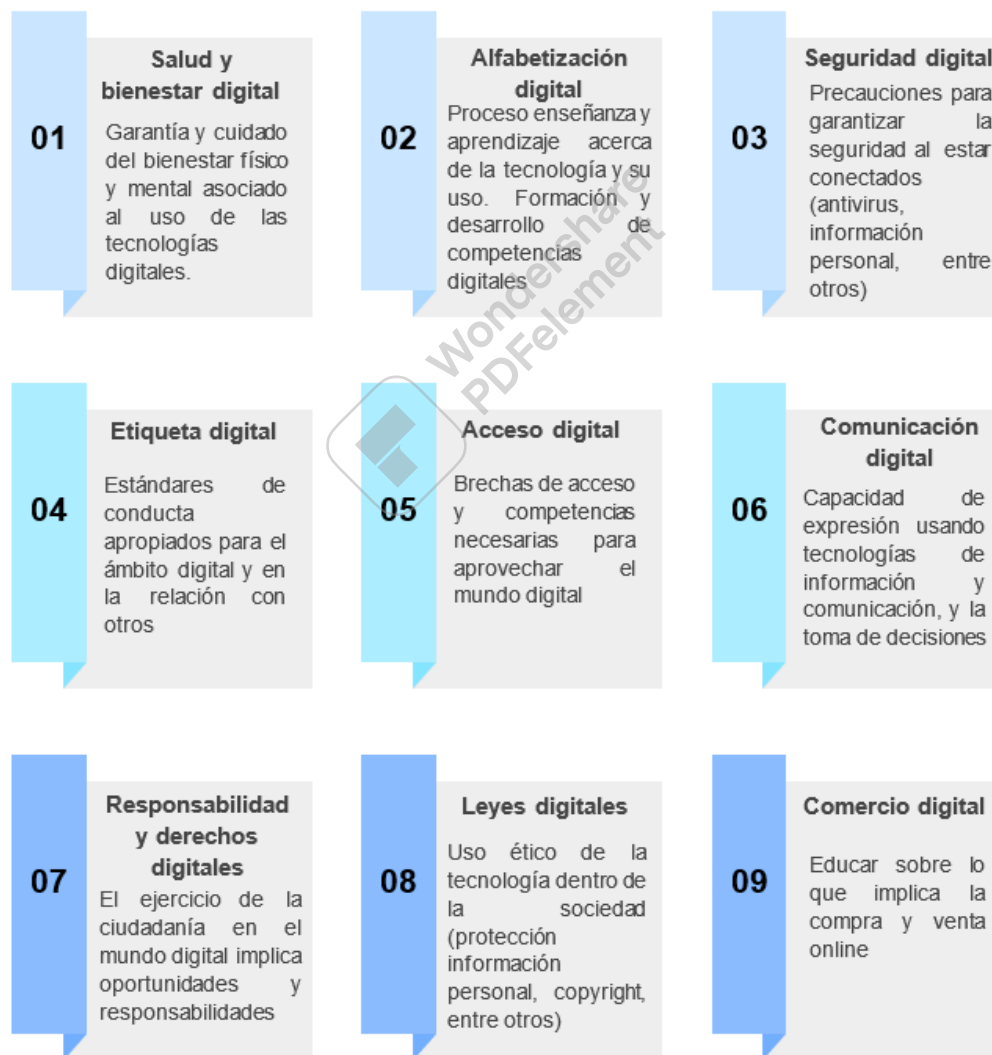 01
Salud y
bienestar digital
Garantía y cuidado
del bienestar físico
y mental asociado
al uso de las
tecnologías
digitales.
02
Alfabetización
digital
Proceso enseñanza y
aprendizaje acerca
de la tecnología y su
uso. Formación y
desarrollo de
competencias
digitales
03
Seguridad digital
Precauciones para
garantizar la
seguridad al estar
conectados
(antivirus,
información
personal, entre
otros)
Wondershare
PDFelement
04
Etiqueta digital
Estándares de
conducta
apropiados para el
ámbito digital y en
la relación con
otros
05
Acceso digital
Brechas de acceso
y competencias
necesarias para
aprovechar el
mundo digital
06
Comunicación
digital
Capacidad de
expresión usando
tecnologías de
información y
comunicación, y la
toma de decisiones
07
Responsabilidad
y derechos
digitales
El ejercicio de la
ciudadanía en el
mundo digital implica
oportunidades y
responsabilidades
08
Leyes digitales
Uso ético de la
tecnología dentro de
la sociedad
(protección
información
personal, copyright,
entre otros)
09
Comercio digital
Educar sobre lo
que implica la
compra y venta
online